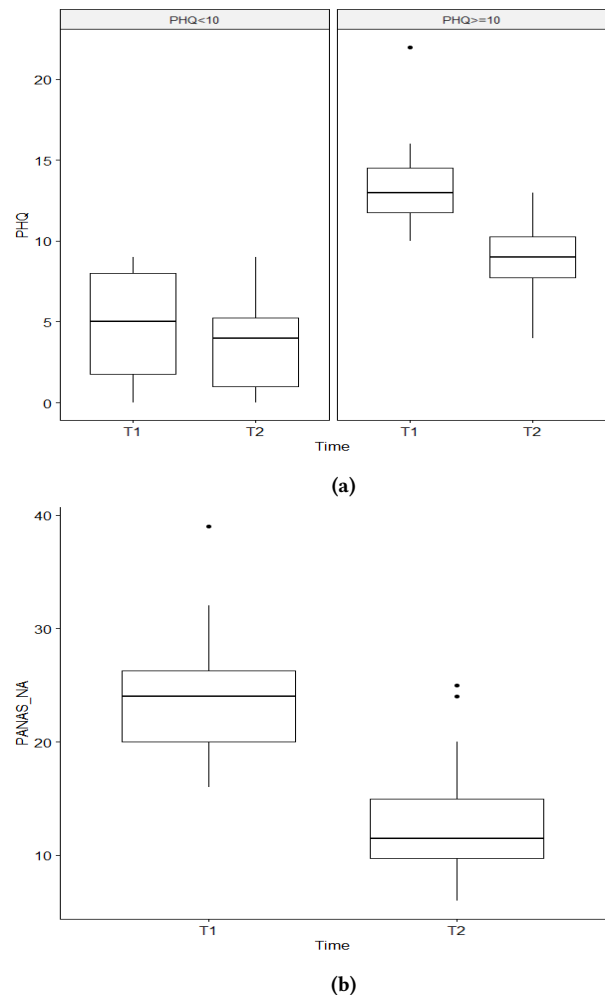 PHQ<10 PHQ>=10
20
15
10
5
0
PHQ
T1 T2 T1 T2
Time
(a)
40
30
20
10
PANAS_NA
T1 T2
Time
(b)